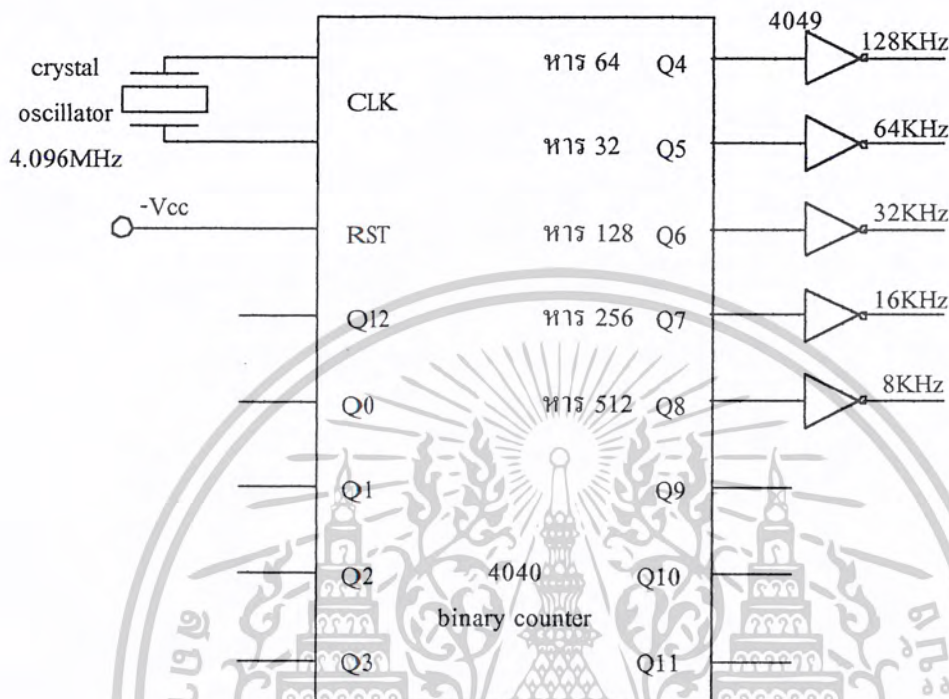 4049
crystal
oscillator
4.096MHz
CLK
หาร 64 Q4 128KHz
หาร 32 Q5 64KHz
-Vcc
RST
หาร 128 Q6 32KHz
Q12
หาร 256 Q7 16KHz
Q0
หาร 512 Q8 8KHz
Q1
Q9
Q2
4040
Q10
binary counter
Q3
Q11